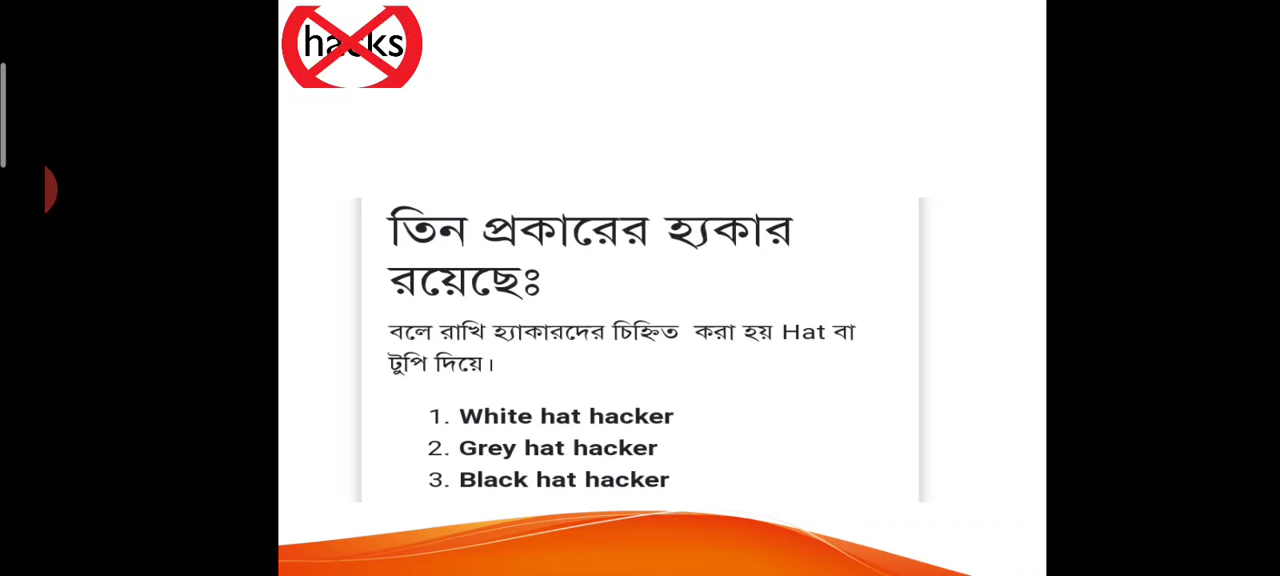 hacks
তিন প্রকারের হ্যকার
রয়েছেঃ
বলে রাখি হ্যাকারদের চিহ্নিত করা হয় Hat বা
টুপি দিয়ে।
1. White hat hacker
2. Grey hat hacker
3. Black hat hacker